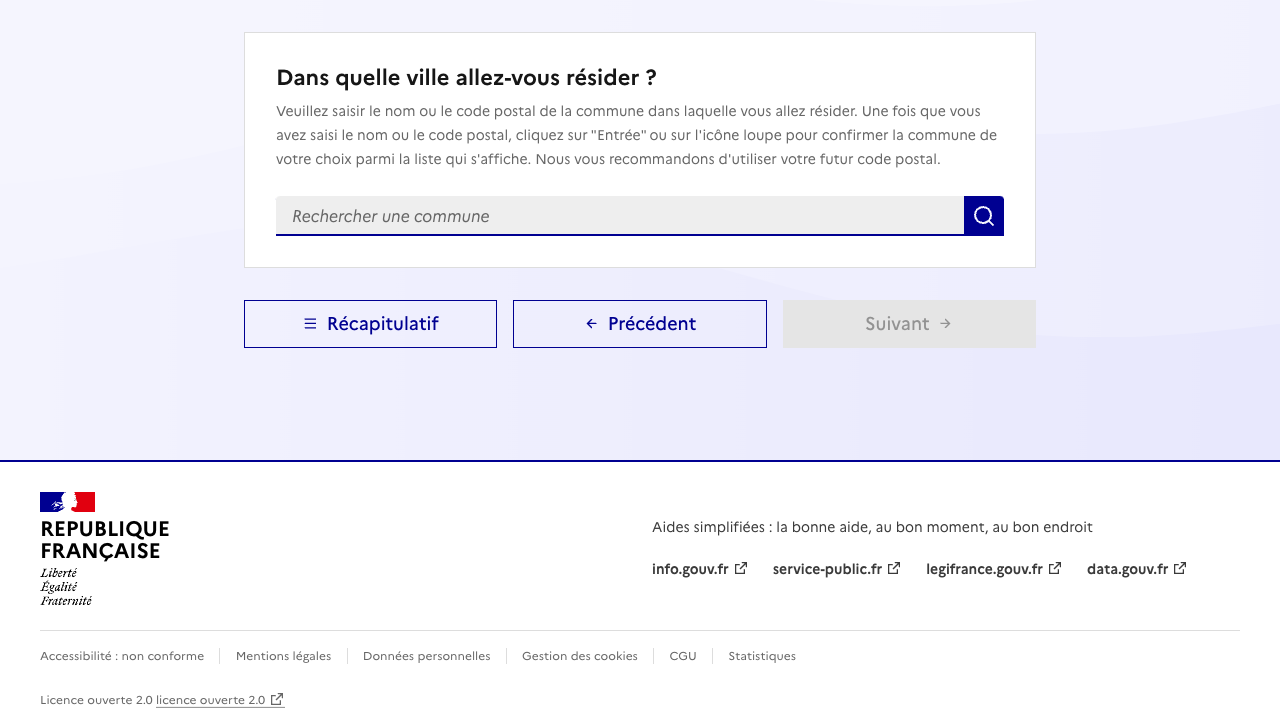 Dans quelle ville allez-vous résider ?
Veuillez saisir le nom ou le code postal de la commune dans laquelle vous allez résider. Une fois que vous
avez saisi le nom ou le code postal, cliquez sur "Entrée" ou sur l'icône loupe pour confirmer la commune de
votre choix parmi la liste qui s'affiche. Nous vous recommandons d'utiliser votre futur code postal.
Rechercher une commune
Récapitulatif
Précédent
Suivant
REPUBLIQUE
FRANÇAISE
Liberté
Égalité
Fraternité
Aides simplifiées : la bonne aide, au bon moment, au bon endroit
info.gouv.fr service-public.fr legifrance.gouv.fr data.gouv.fr
Accessibilité : non conforme Mentions légales Données personnelles Gestion des cookies CGU Statistiques
Licence ouverte 2.0 licence ouverte 2.0